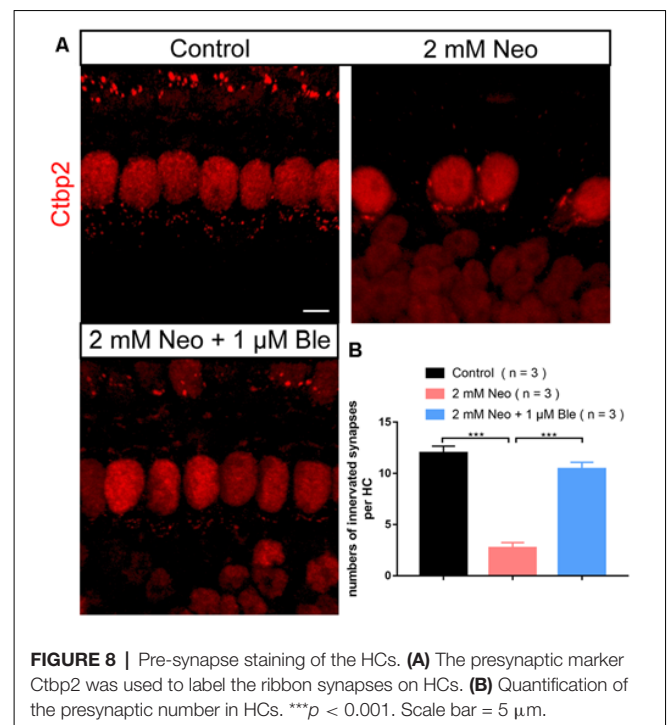 A
Control
2 mM Neo
Ctbp2
2 mM Neo + 1 µM Ble
B
Control ( n = 3 )
2 mM Neo ( n = 3 )
2 mM Neo + 1 µM Ble ( n = 3 )
numbers of innervated synapses
per HC
15
10
5
0
***
***
FIGURE 8 | Pre-synapse staining of the HCs. (A) The presynaptic marker
Ctbp2 was used to label the ribbon synapses on HCs. (B) Quantification of
the presynaptic number in HCs. ***p < 0.001. Scale bar = 5 µm.